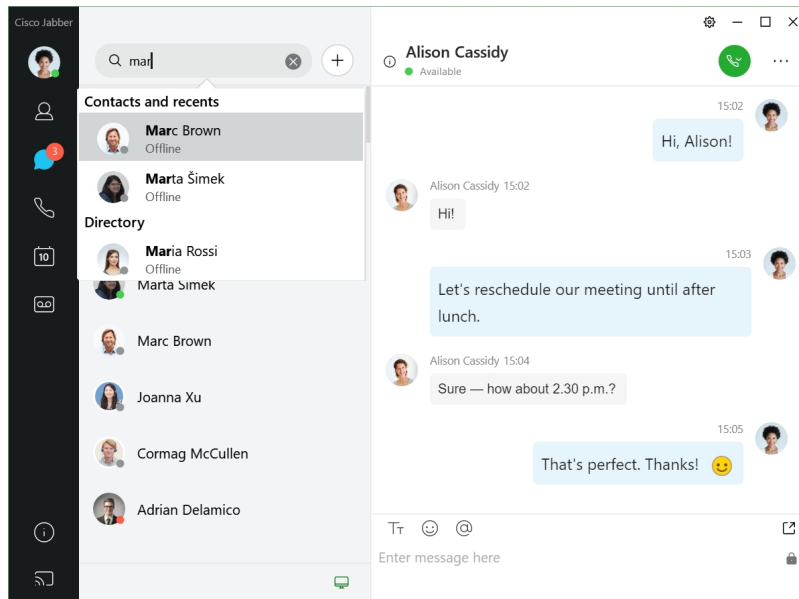 Cisco Jabber
mar
Contacts and recents
Marc Brown
Offline
Marta Šimek
Offline
Directory
Maria Rossi
Offline
Marta Šimek
Marc Brown
Joanna Xu
Cormag McCullen
Adrian Delamico
3
10
Alison Cassidy
Available
15:02
Hi, Alison!
Alison Cassidy 15:02
Hi!
15:03
Let's reschedule our meeting until after
lunch.
Alison Cassidy 15:04
Sure — how about 2.30 p.m.?
15:05
That's perfect. Thanks!
Tт
@
Enter message here